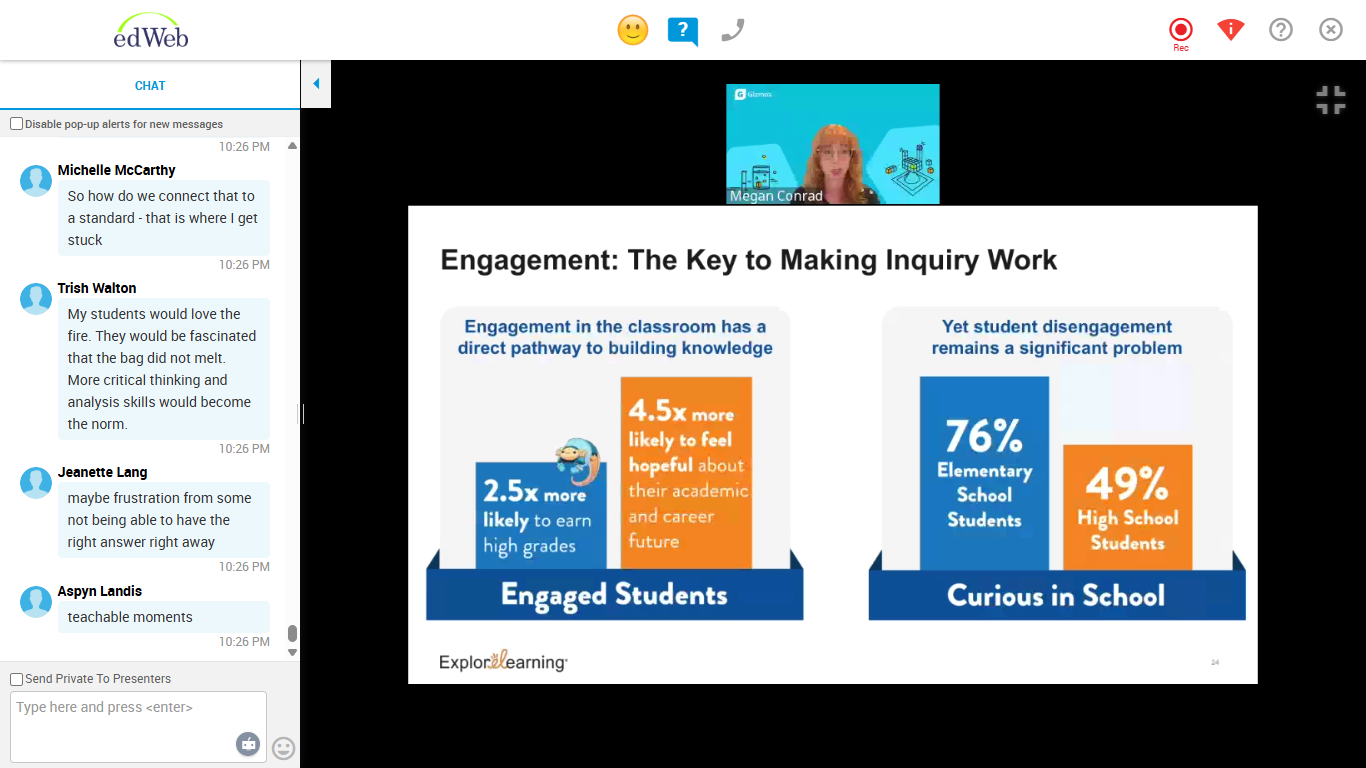 edWeb
Rec
CHAT
Disable pop-up alerts for new messages
10:26 PM
Michelle McCarthy
So how do we connect that to
a standard - that is where I get
stuck
10:26 PM
Trish Walton
My students would love the
fire. They would be fascinated
that the bag did not melt.
More critical thinking and
analysis skills would become
the norm.
10:26 PM
Jeanette Lang
maybe frustration from some
not being able to have the
right answer right away
10:26 PM
Aspyn Landis
teachable moments
10:26 PM
Send Private To Presenters
Type here and press <enter>
Gizmos
Megan Conrad
Engagement: The Key to Making Inquiry Work
Engagement in the classroom has a
direct pathway to building knowledge
2.5x more
likely to earn
high grades
4.5x more
likely to feel
hopeful about
their academic
and career
future
Engaged Students
Yet student disengagement
remains a significant problem
76%
Elementary
School
Students
49%
High School
Students
Curious in School
ExploreLearning
24